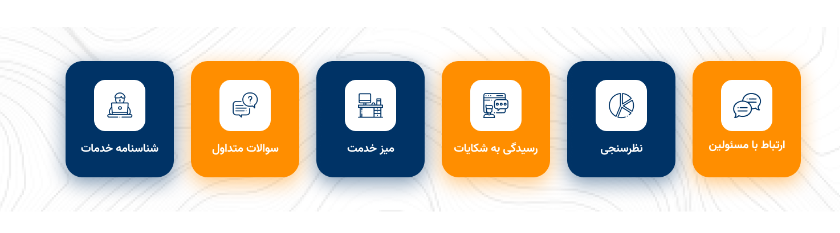 ارتباط با مسئولین
نظرسنجی
رسیدگی به شکایات
میز خدمت
سوالات متداول
شناسنامه خدمات